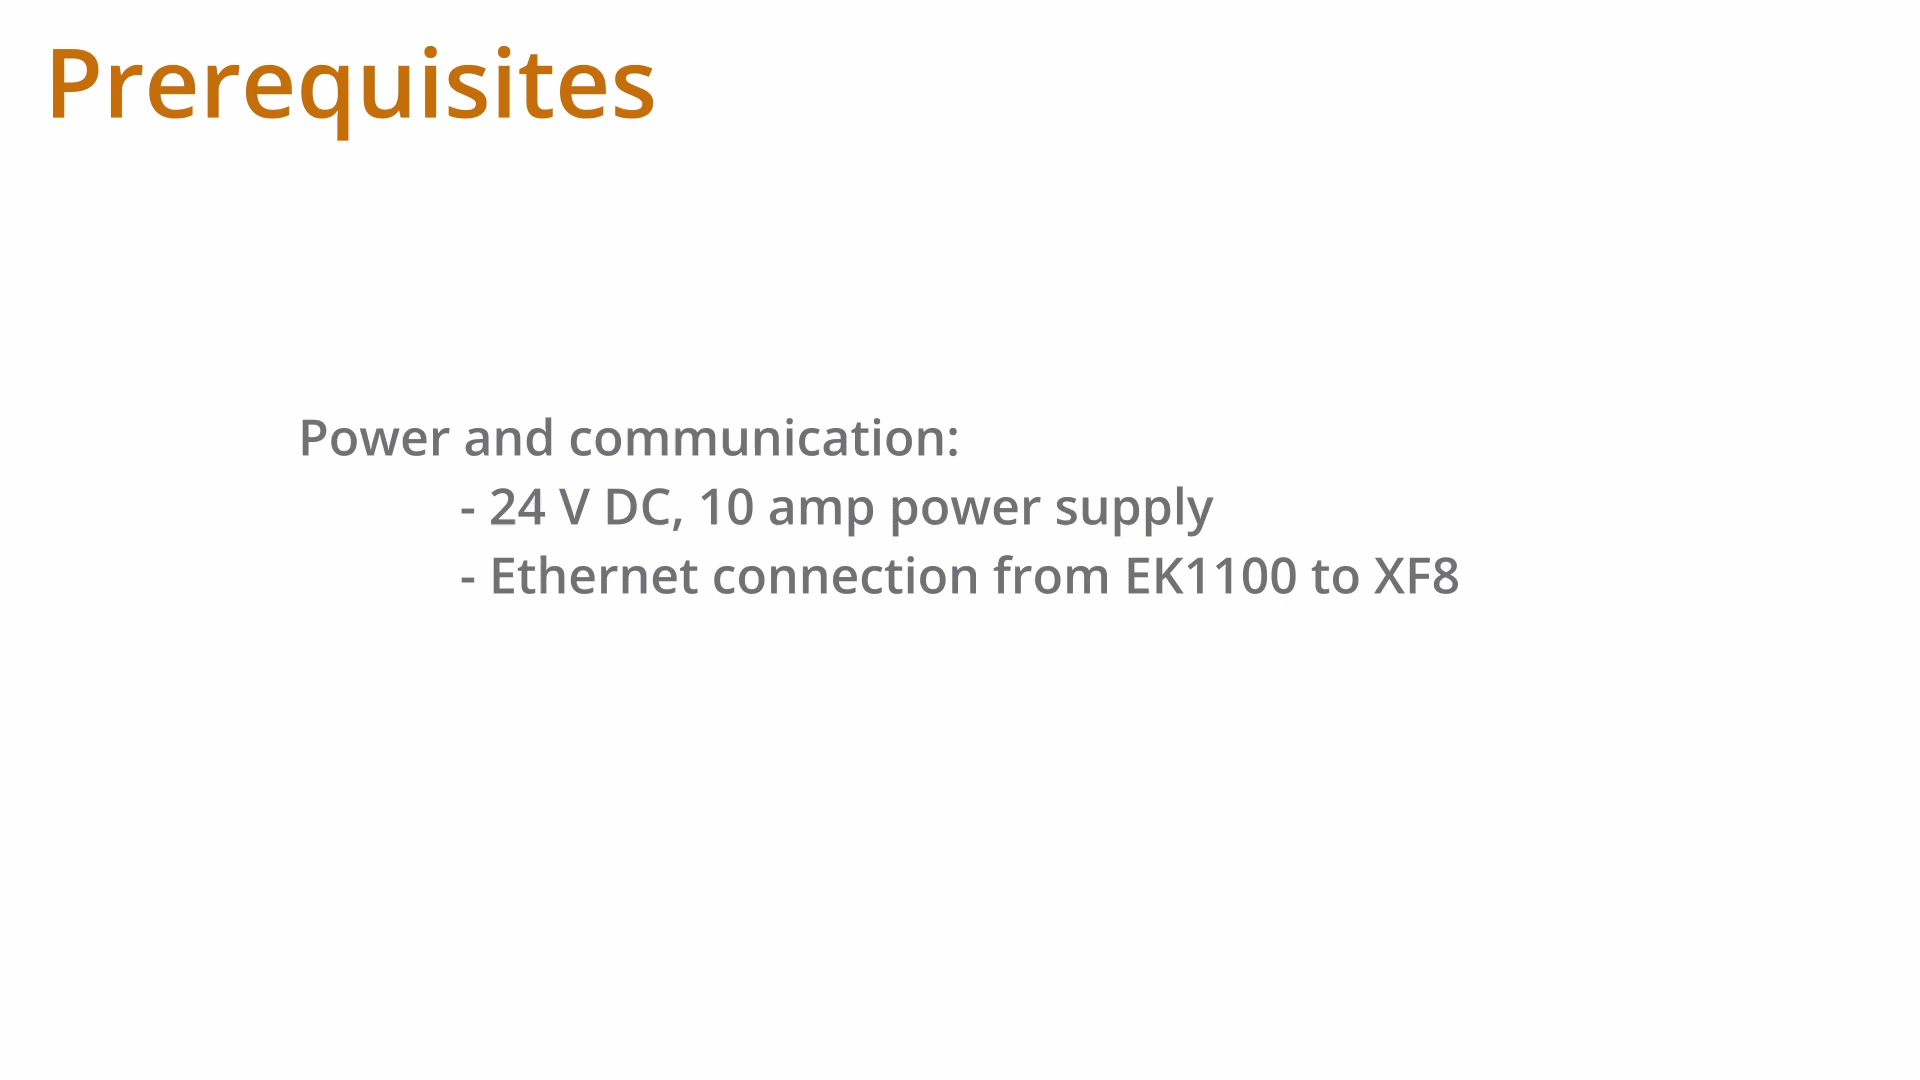 Prerequisites
Power and communication:
- 24 V DC, 10 amp power supply
- Ethernet connection from EK1100 to XF8